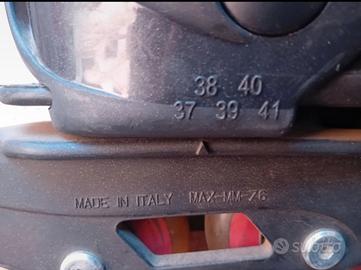 38 40
37 39 41
MADE IN ITALY MAX-MM-76
subito